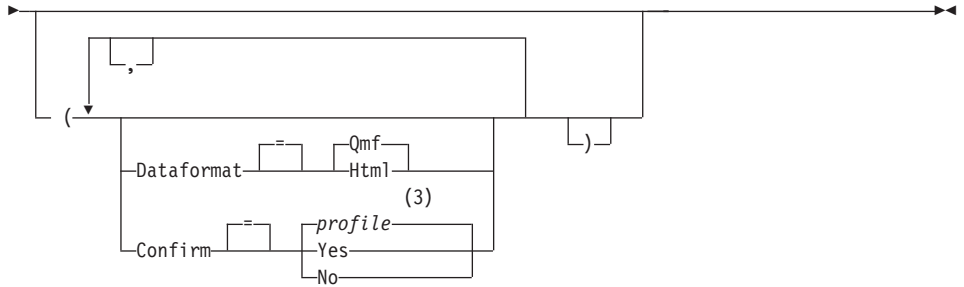 ,
(
)
= Qmf
Dataformat Html
(3)
= profile
Confirm Yes
No